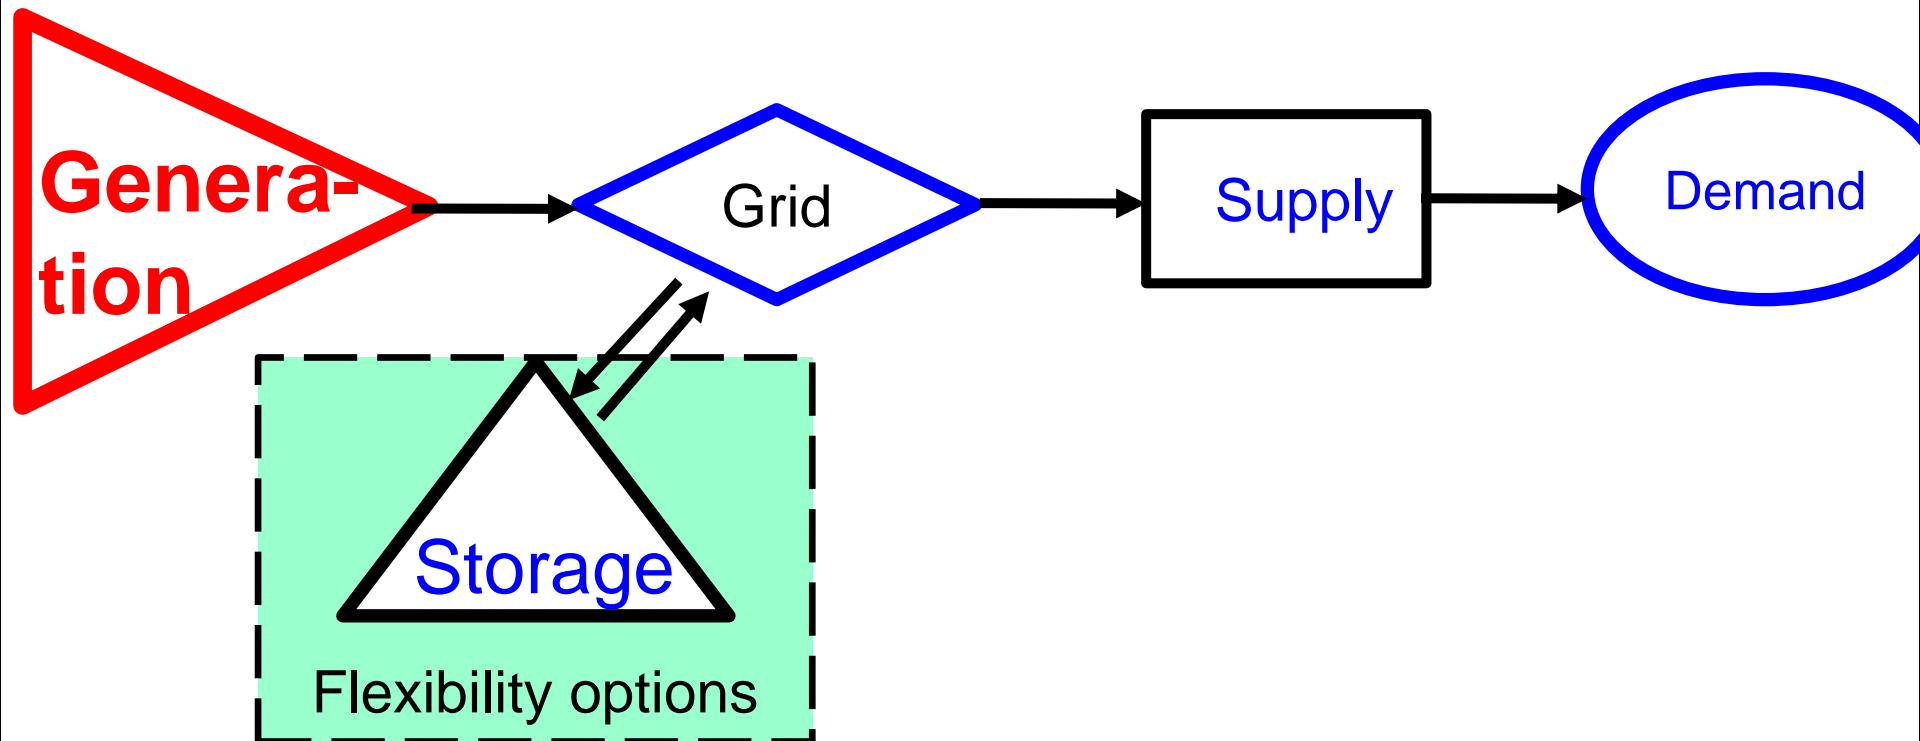 Genera-
tion
Grid
Supply
Demand
Storage
Flexibility options